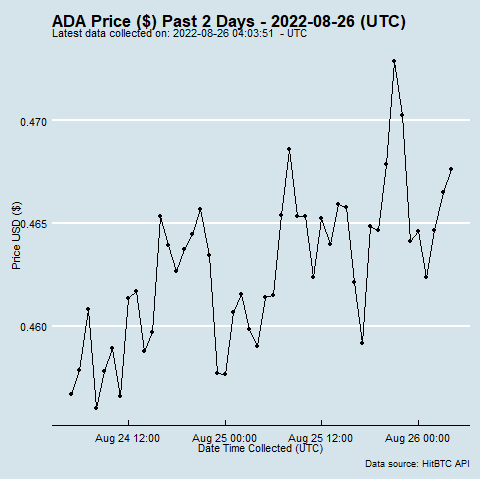 ADA Price ($) Past 2 Days - 2022-08-26 (UTC)
Latest data collected on: 2022-08-26 04:03:51 - UTC
0.470
0.465
0.460
Price USD ($)
Aug 24 12:00
Aug 25 00:00
Aug 25 12:00
Aug 26 00:00
Date Time Collected (UTC)
Data source: HitBTC API